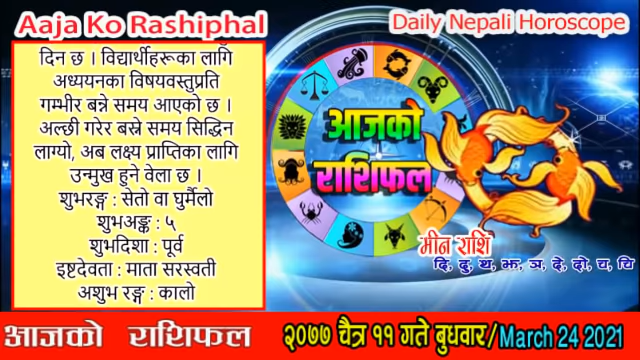 Aaja Ko Rashiphal
Daily Nepali Horoscope
दिन छ । विद्यार्थीहरूका लागि
अध्ययनका विषयवस्तुप्रति
गम्भीर बन्ने समय आएको छ ।
अल्छी गरेर बस्ने समय सिद्धिन
लाग्यो, अब लक्ष्य प्राप्तिका लागि
उन्मुख हुने वेला छ ।
शुभरङ्ग : सेतो वा घुर्मैलो
शुभअङ्क : ५
शुभदिशा : पूर्व
इष्टदेवता : माता सरस्वती
अशुभ रङ्ग : कालो
आजको
राशिफल
मीन राशि
दि, दु, थ, झ, ञ, दे, दो, च, चि
आजको राशिफल
२०७७ चैत्र ११ गते बुधवार/March 24 2021